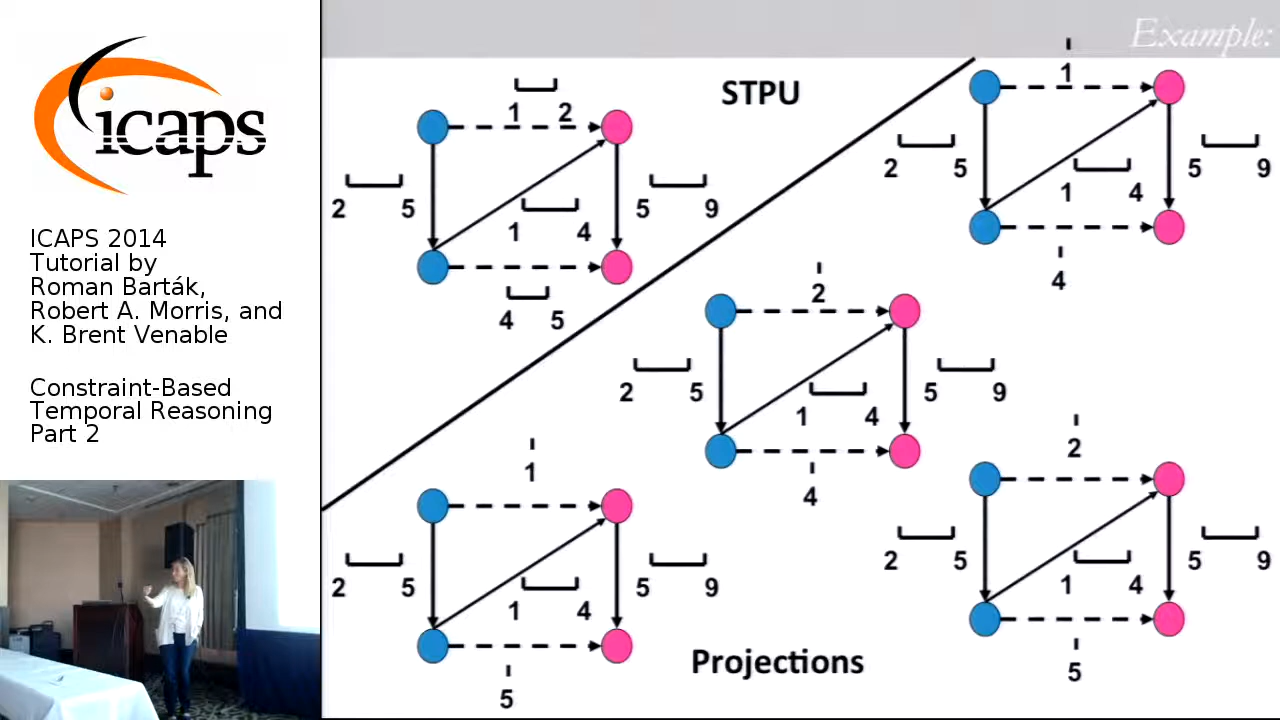 icaps
ICAPS 2014
Tutorial by
Roman Barták,
Robert A. Morris, and
K. Brent Venable
Constraint-Based
Temporal Reasoning
Part 2
Example:
STPU
1 2
2 5
1 4
5 9
4 5
1
2 5
1 4
5 9
4
2
2 5
1 4
5 9
4
1
2 5
1 4
5 9
5
2
2 5
1 4
5 9
5
Projections